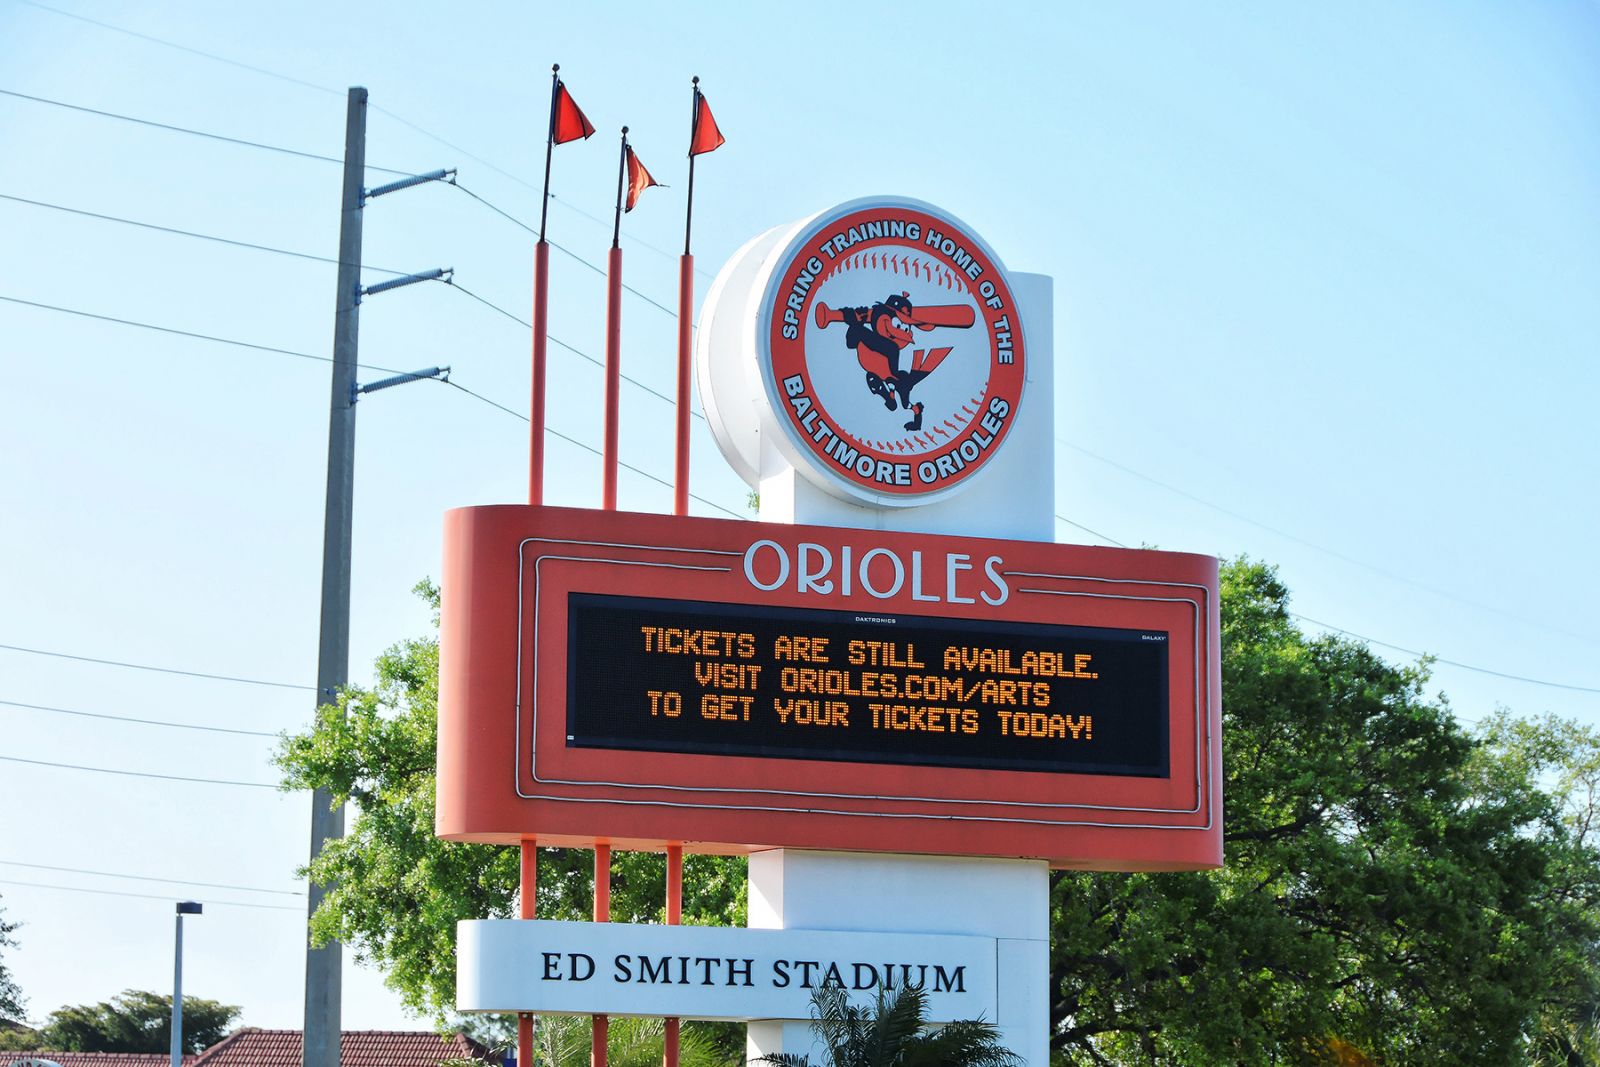 SPRING TRAINING HOME OF THE
BALTIMORE ORIOLES
ORIOLES
DAKTRONICS
GALAXY
TICKETS ARE STILL AVAILABLE.
VISIT ORIOLES.COM/ARTS
TO GET YOUR TICKETS TODAY!
ED SMITH STADIUM